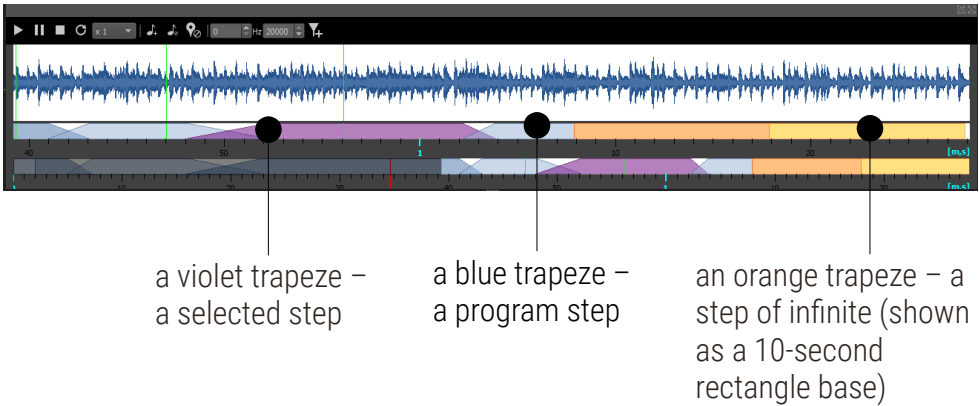 x 1 0 Hz 20000
40 50 1 10 20 [m,s]
10 20 30 40 50 1 10 20 [m,s]
a violet trapeze –
a selected step
a blue trapeze –
a program step
an orange trapeze – a
step of infinite (shown
as a 10-second
rectangle base)